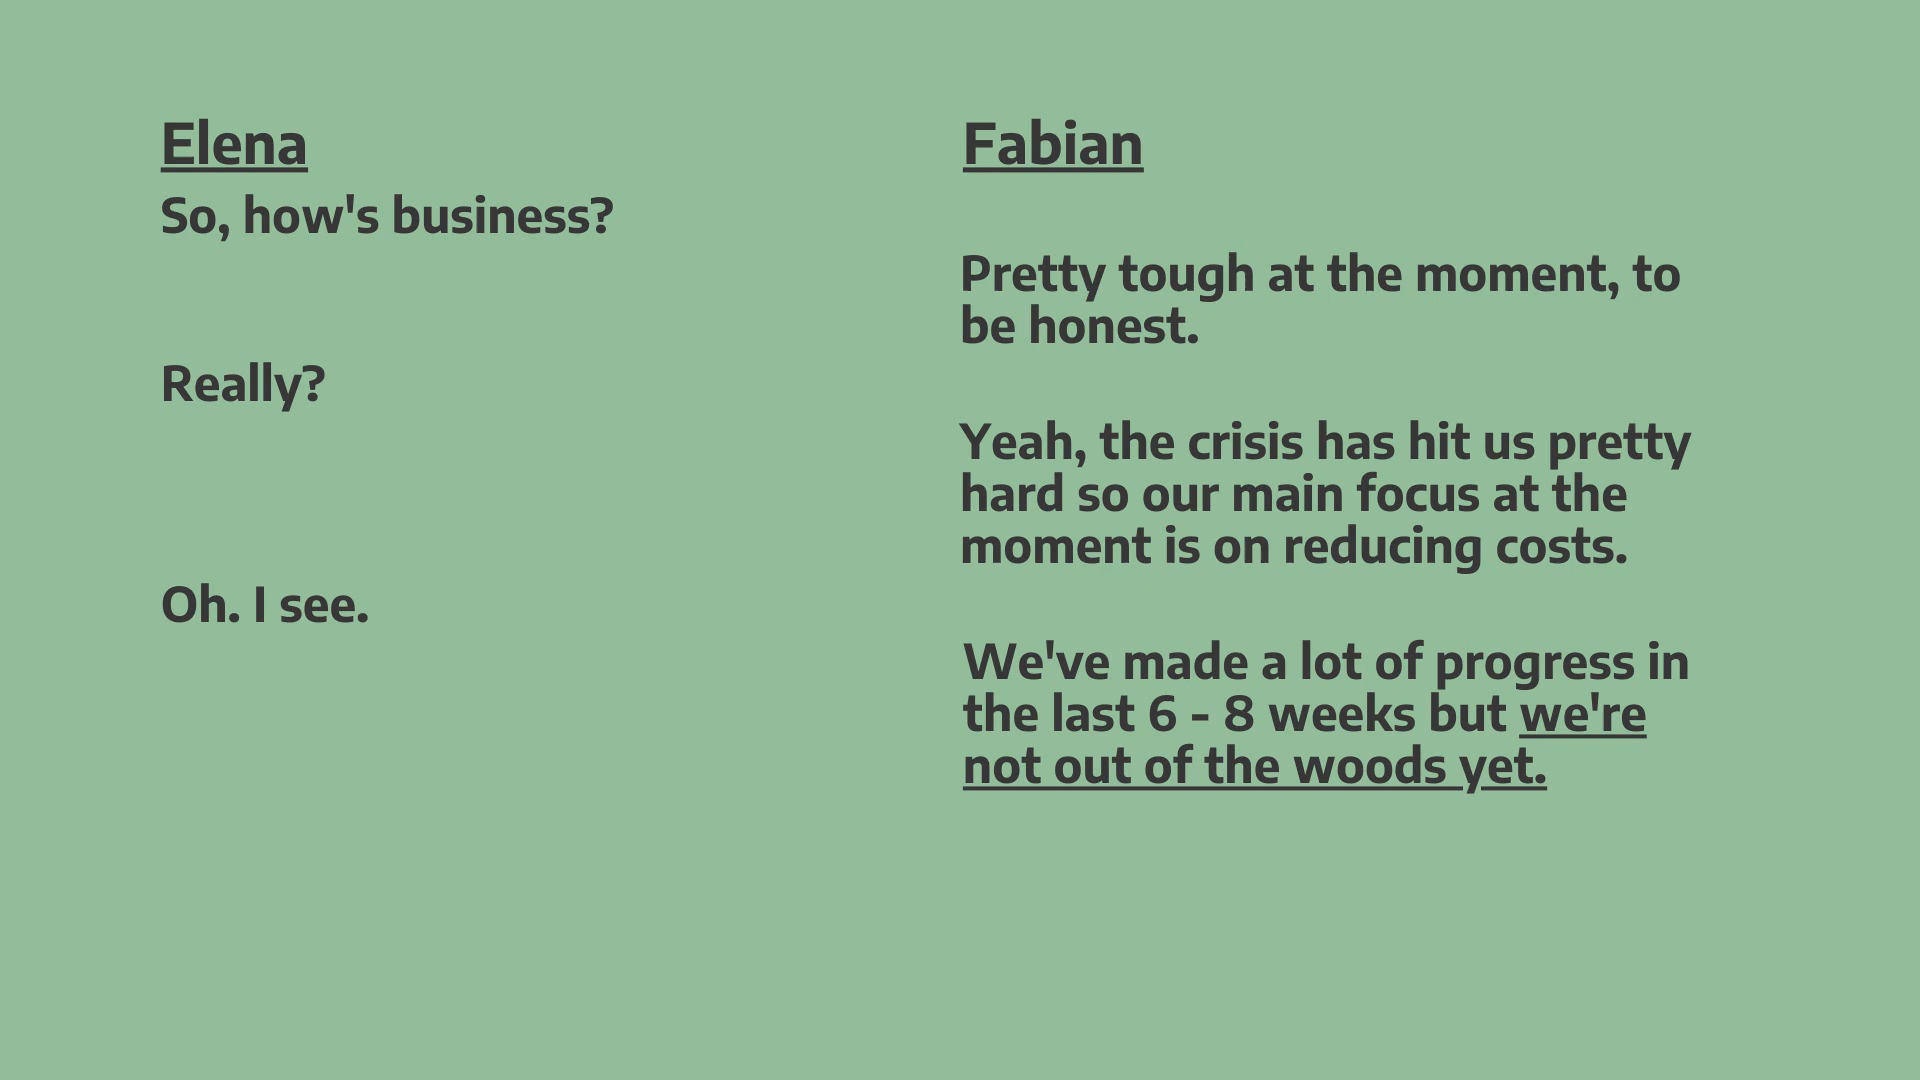 Elena
Fabian
So, how's business?
Pretty tough at the moment, to
be honest.
Really?
Yeah, the crisis has hit us pretty
hard so our main focus at the
moment is on reducing costs.
Oh. I see.
We've made a lot of progress in
the last 6 - 8 weeks but we're
not out of the woods yet.